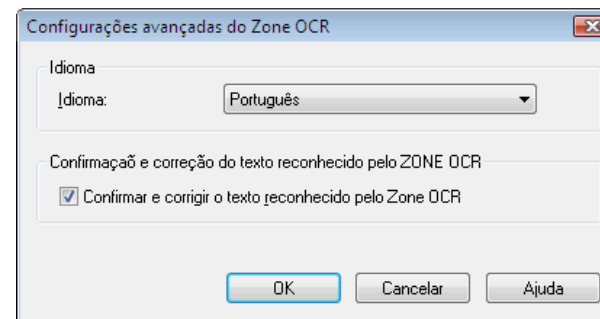 Configurações avançadas do Zone OCR
Idioma
Idioma: Português
Confirmaçaõ e correção do texto reconhecido pelo ZONE OCR
Confirmar e corrigir o texto reconhecido pelo Zone OCR
OK Cancelar Ajuda